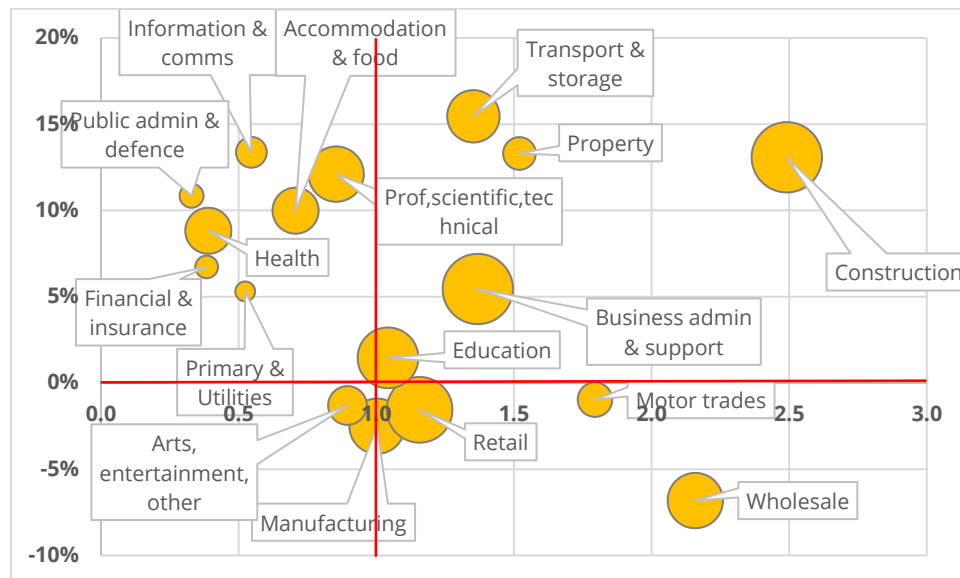 20%
15%
10%
5%
0%
-5%
-10%
0.0
0.5
1.0
1.5
2.0
2.5
3.0
Information &
comms
Accommodation
& food
Transport &
storage
Public admin &
defence
Property
Prof,scientific,tec
hnical
Health
Construction
Financial &
insurance
Business admin
& support
Education
Primary &
Utilities
Motor trades
Arts,
entertainment,
other
Retail
Manufacturing
Wholesale